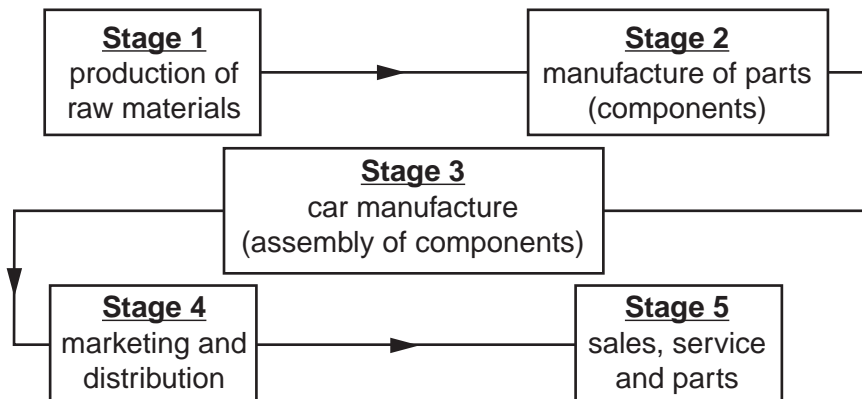 Stage 1
production of
raw materials
Stage 2
manufacture of parts
(components)
Stage 3
car manufacture
(assembly of components)
Stage 4
marketing and
distribution
Stage 5
sales, service
and parts